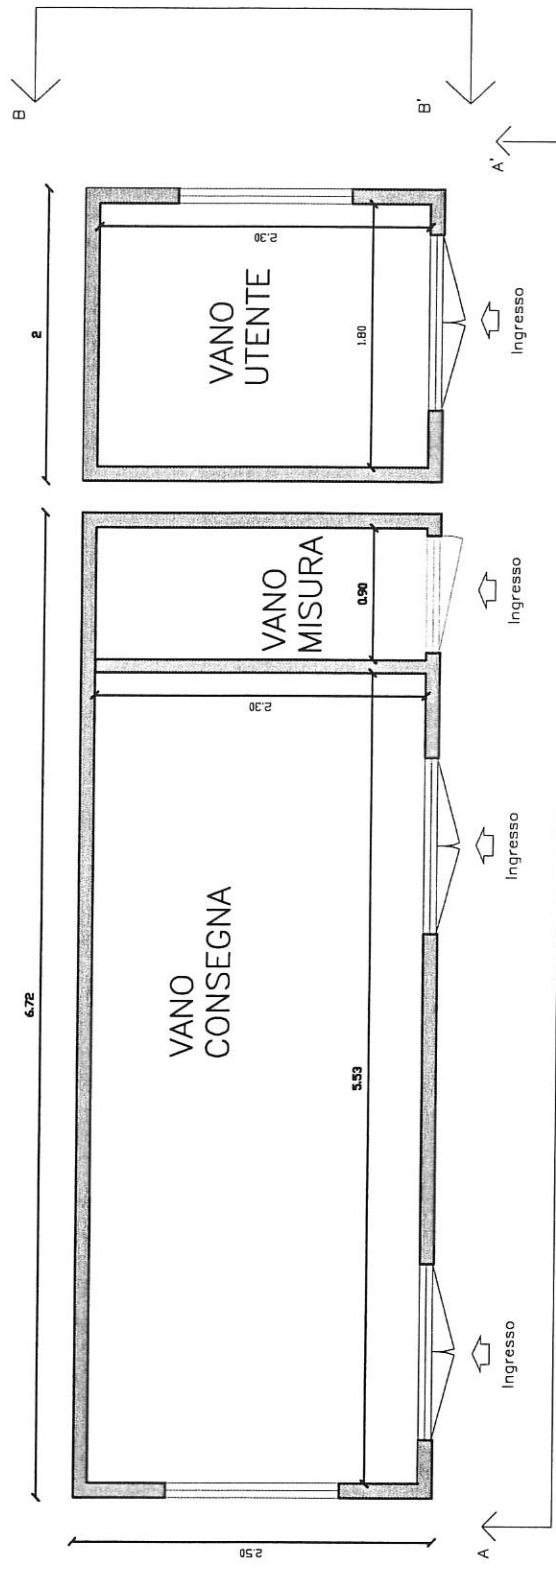 B
B'
A'
2
2.30
VANO
UTENTE
1.80
Ingresso
6.72
VANO
MISURA
0.90
Ingresso
2.30
VANO
CONSEGNA
5.53
Ingresso
Ingresso
2.50
A